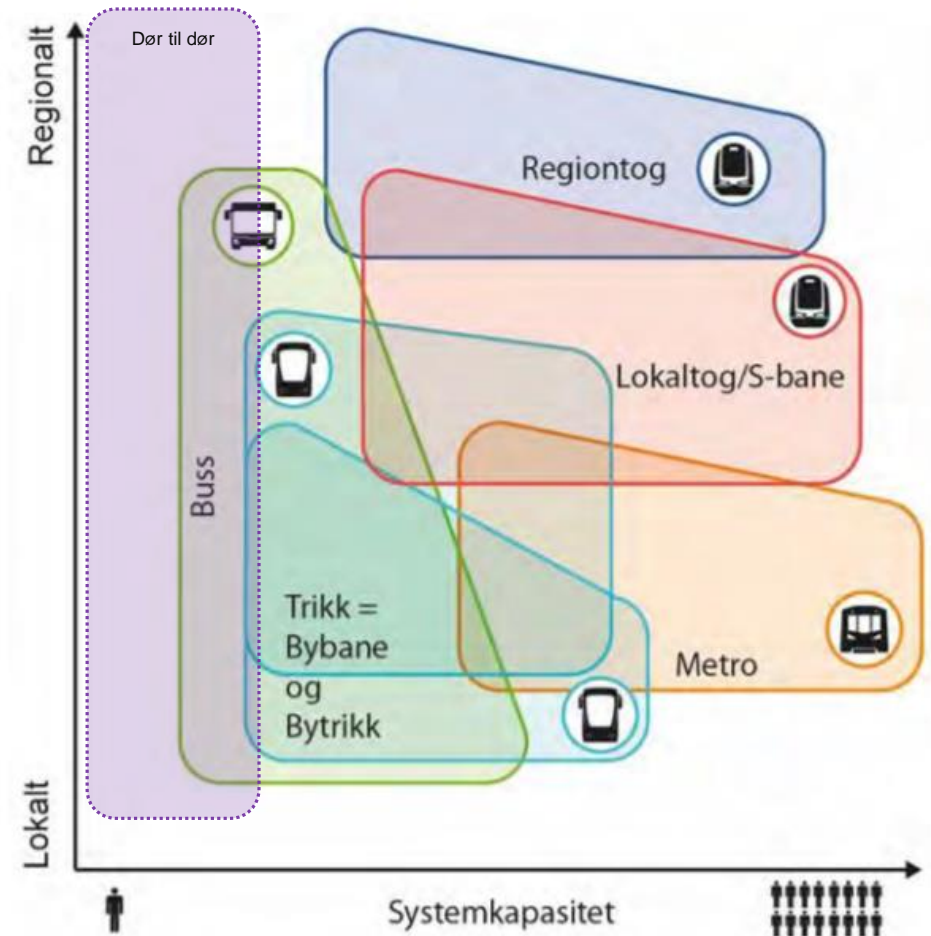 Dør til dør
Regionalt
Regiontog
Lokaltog/S-bane
Buss
Trikk =
Bybane
og
Bytrikk
Metro
Lokalt
Systemkapasitet